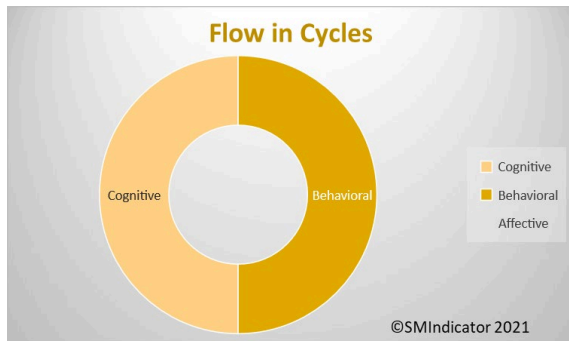 Flow in Cycles
Cognitive
Behavioral
Cognitive
Behavioral
Affective
©SMIndicator 2021